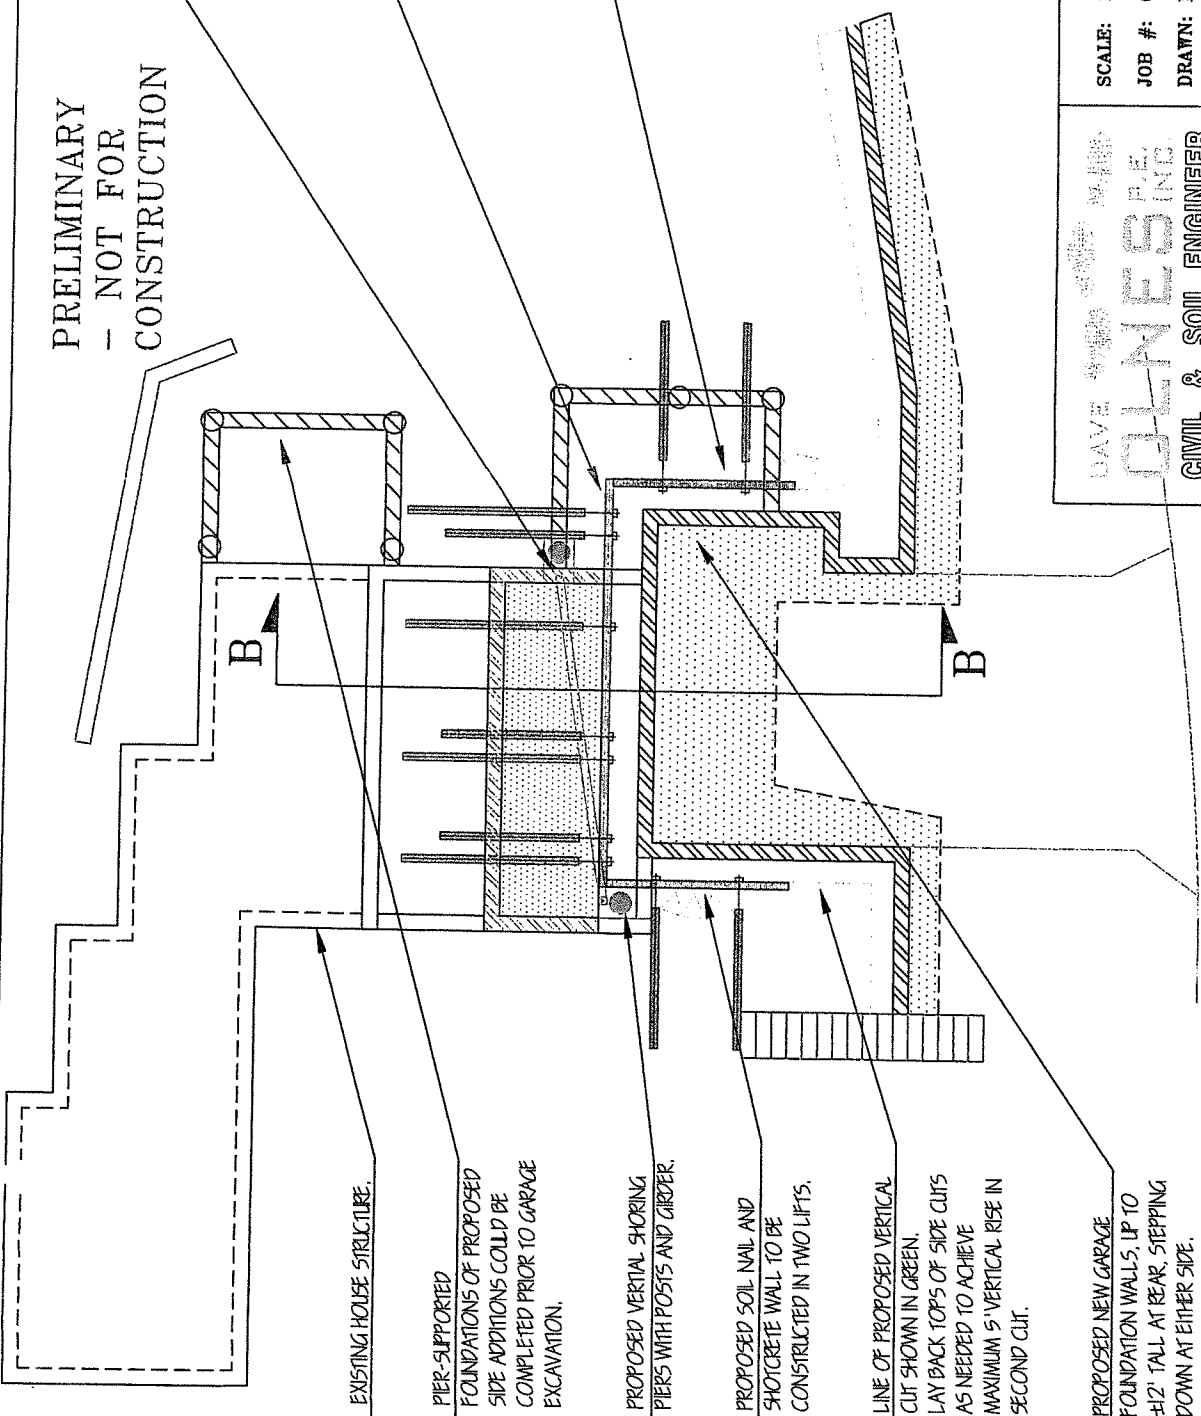 PRELIMINARY
- NOT FOR
CONSTRUCTION
B
B
EXISTING HOUSE STRUCTURE.
PIER-SUPPORTED
FOUNDATIONS OF PROPOSED
SIDE ADDITIONS COULD BE
COMPLETED PRIOR TO GARAGE
EXCAVATION.
PROPOSED VERTIAL SHORING
PIERS WITH POSTS AND GIRDER.
PROPOSED SOIL NAIL AND
SHOTCRETE WALL TO BE
CONSTRUCTED IN TWO LIFTS.
LINE OF PROPOSED VERTICAL
CUT SHOWN IN GREEN.
LAY BACK TOPS OF SIDE CUTS
AS NEEDED TO ACHIEVE
MAXIMUM 5' VERTICAL RISE IN
SECOND CUT.
PROPOSED NEW GARAGE
FOUNDATION WALLS, UP TO
±12' TALL AT REAR, STEPPING
DOWN AT EITHER SIDE.
DAVE
OLNES P.E.
INC.
CIVIL & SOIL ENGINEER
SCALE:
JOB #:
DRAWN: